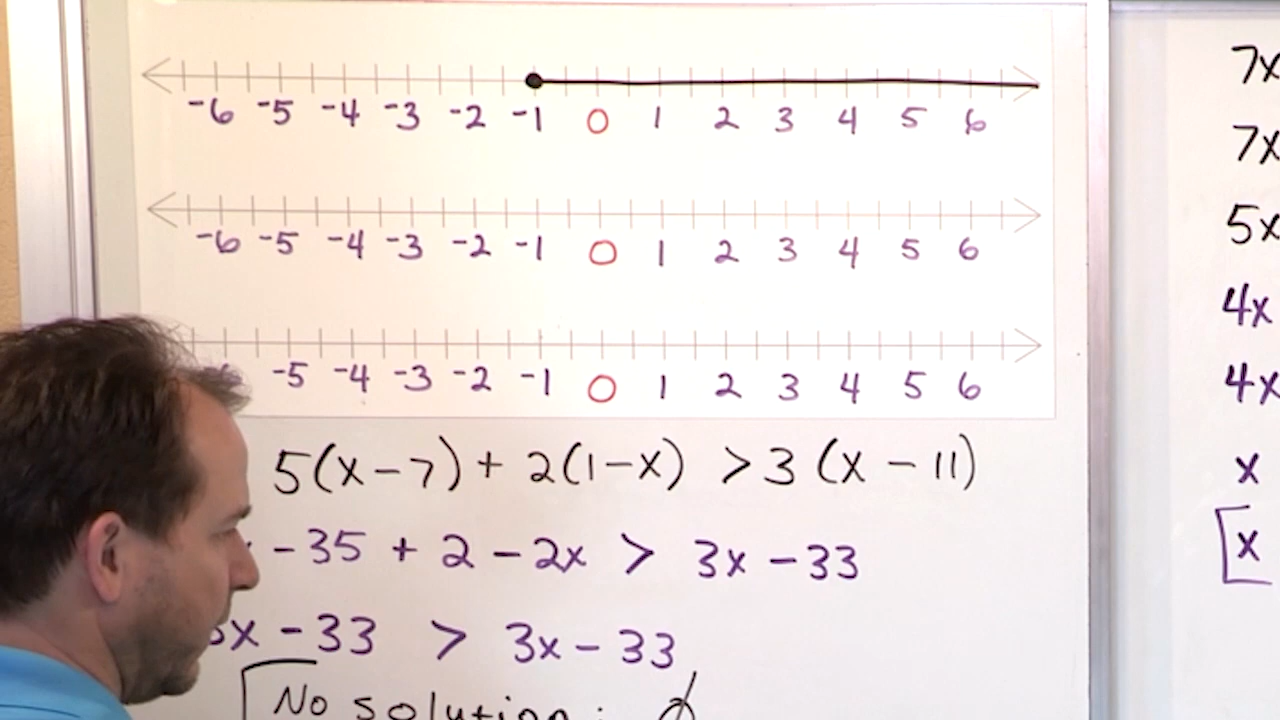 -6 -5 -4 -3 -2 -1 0 1 2 3 4 5 6
-6 -5 -4 -3 -2 -1 0 1 2 3 4 5 6
-5 -4 -3 -2 -1 0 1 2 3 4 5 6
5(x-7)+2(1-x) >3(x-11)
-35 + 2 - 2x > 3x - 33
x - 33 > 3x - 33
No solution: ∅
7x
7x
5x
4x
4x
x
x